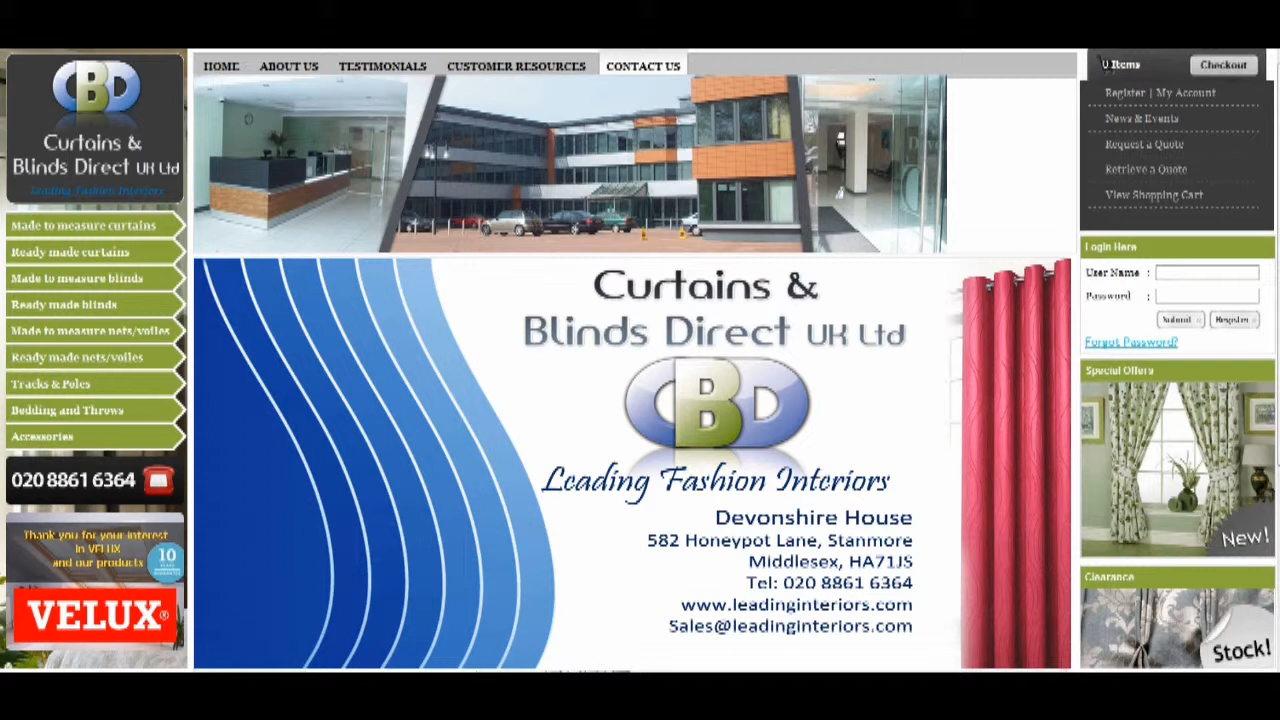 CBD
Curtains &
Blinds Direct UK Ltd
Leading Fashion Interiors
Made to measure curtains
Ready made curtains
Made to measure blinds
Ready made blinds
Made to measure nets/voiles
Ready made nets/voiles
Tracks & Poles
Bedding and Throws
Accessories
020 8861 6364
Thank you for your interest
in VELUX
and our products
10
VELUX®
HOME ABOUT US TESTIMONIALS CUSTOMER RESOURCES CONTACT US
Curtains &
Blinds Direct UK Ltd
CBD
Leading Fashion Interiors
Devonshire House
582 Honeypot Lane, Stanmore
Middlesex, HA71JS
Tel: 020 8861 6364
www.leadinginteriors.com
Sales@leadinginteriors.com
0 Items Checkout
Register | My Account
News & Events
Request a Quote
Retrieve a Quote
View Shopping Cart
Login Here
User Name :
Password :
Submit Register
Forgot Password?
Special Offers
New!
Clearance
Stock!